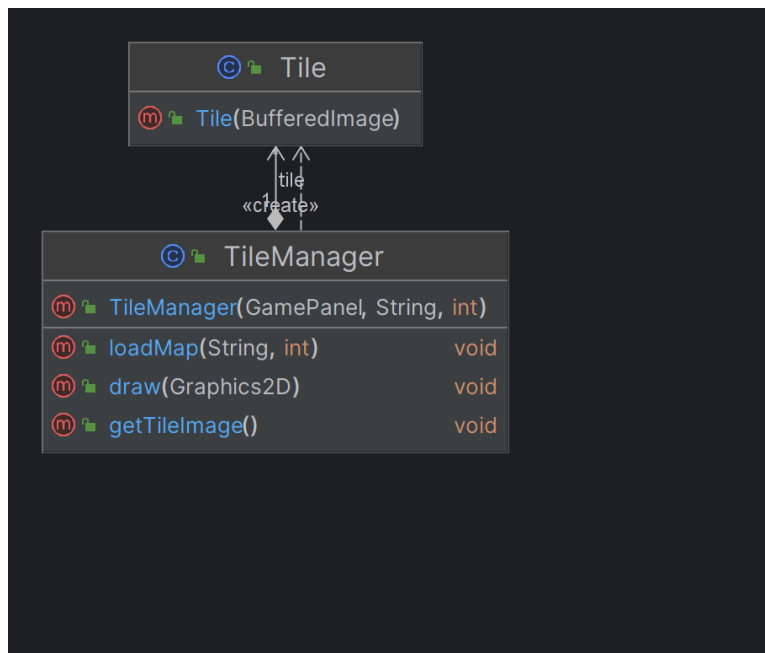 C Tile
m Tile(BufferedImage)
tile
1
«create»
C TileManager
m TileManager(GamePanel, String, int)
m loadMap(String, int) void
m draw(Graphics2D) void
m getTileImage() void